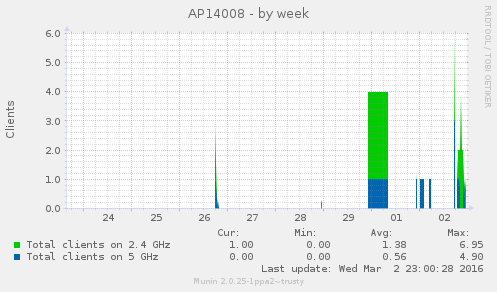 AP14008 - by week
RRDTOOL / TOBI OETIKER
Clients
6.0
5.0
4.0
3.0
2.0
1.0
0.0
24 25 26 27 28 29 01 02
Cur: Min: Avg: Max:
Total clients on 2.4 GHz 1.00 0.00 1.38 6.95
Total clients on 5 GHz 1.00 0.00 0.56 4.90
Last update: Wed Mar 2 23:00:28 2016
Munin 2.0.25-1ppa2~trusty